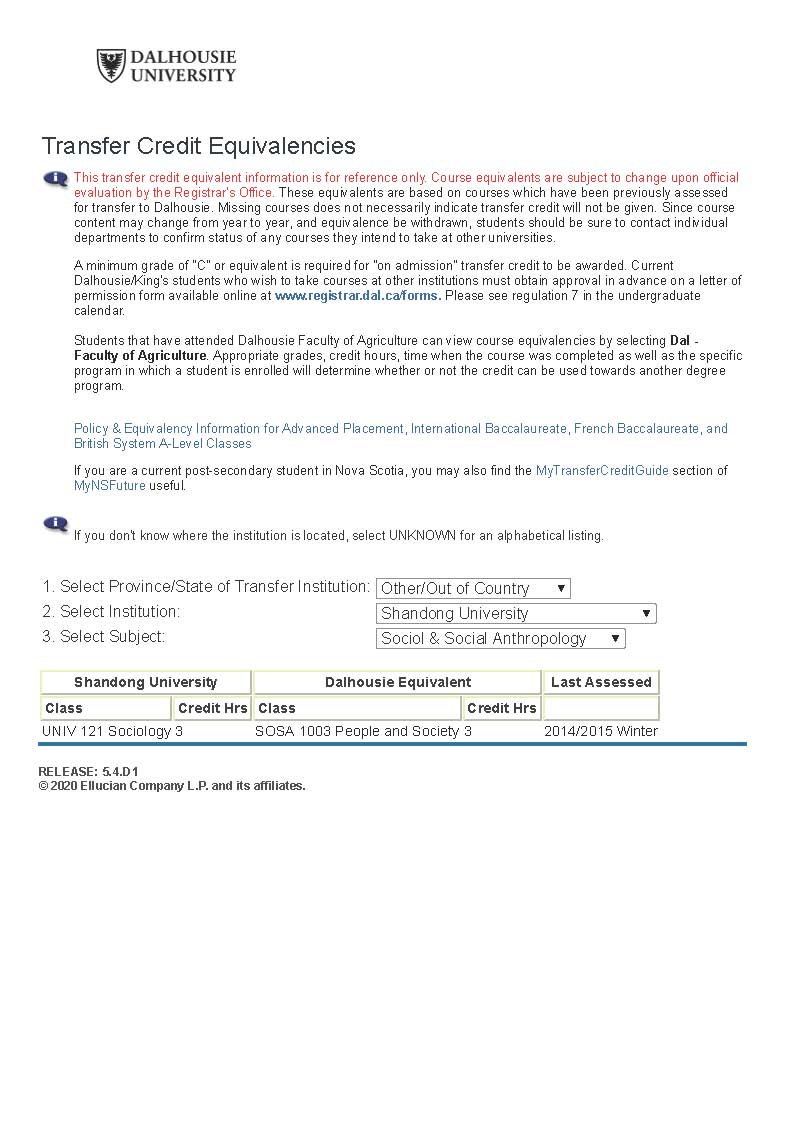 DALHOUSIE
UNIVERSITY
Transfer Credit Equivalencies
This transfer credit equivalent information is for reference only. Course equivalents are subject to change upon official
evaluation by the Registrar's Office. These equivalents are based on courses which have been previously assessed
for transfer to Dalhousie. Missing courses does not necessarily indicate transfer credit will not be given. Since course
content may change from year to year, and equivalence be withdrawn, students should be sure to contact individual
departments to confirm status of any courses they intend to take at other universities.
A minimum grade of "C" or equivalent is required for "on admission" transfer credit to be awarded. Current
Dalhousie/King's students who wish to take courses at other institutions must obtain approval in advance on a letter of
permission form available online at www.registrar.dal.ca/forms. Please see regulation 7 in the undergraduate
calendar.
Students that have attended Dalhousie Faculty of Agriculture can view course equivalencies by selecting Dal -
Faculty of Agriculture. Appropriate grades, credit hours, time when the course was completed as well as the specific
program in which a student is enrolled will determine whether or not the credit can be used towards another degree
program.
Policy & Equivalency Information for Advanced Placement, International Baccalaureate, French Baccalaureate, and
British System A-Level Classes
If you are a current post-secondary student in Nova Scotia, you may also find the MyTransferCreditGuide section of
MyNSFuture useful.
If you don't know where the institution is located, select UNKNOWN for an alphabetical listing.
1. Select Province/State of Transfer Institution: Other/Out of Country
2. Select Institution: Shandong University
3. Select Subject: Sociol & Social Anthropology
Shandong University Dalhousie Equivalent Last Assessed
Class Credit Hrs Class Credit Hrs
UNIV 121 Sociology 3 SOSA 1003 People and Society 3 2014/2015 Winter
RELEASE: 5.4.D1
© 2020 Ellucian Company L.P. and its affiliates.